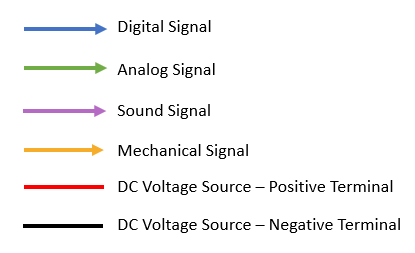 Digital Signal
Analog Signal
Sound Signal
Mechanical Signal
DC Voltage Source – Positive Terminal
DC Voltage Source – Negative Terminal